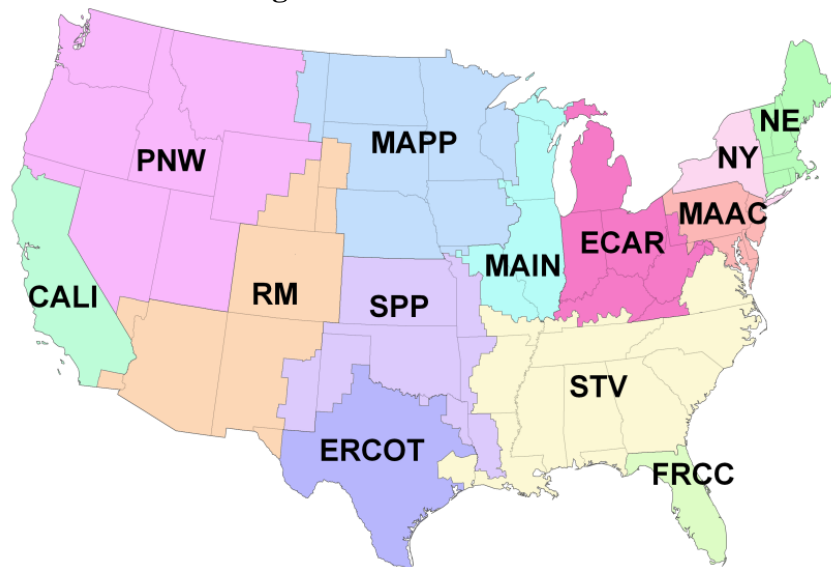 NE
PNW
MAPP
NY
MAAC
ECAR
MAIN
CALI
RM
SPP
STV
ERCOT
FRCC